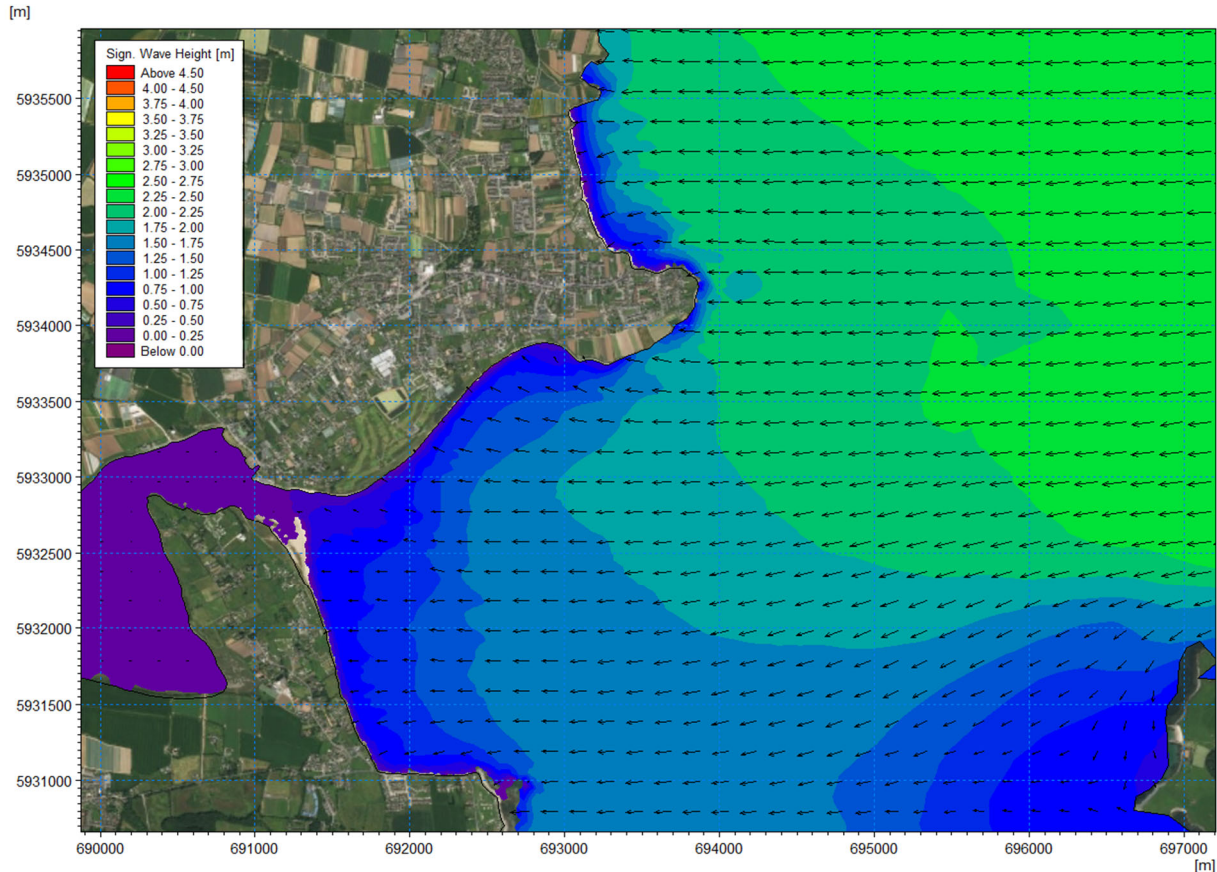 [m]
Sign. Wave Height [m]
Above 4.50
4.00 - 4.50
3.75 - 4.00
3.50 - 3.75
3.25 - 3.50
3.00 - 3.25
2.75 - 3.00
2.50 - 2.75
2.25 - 2.50
2.00 - 2.25
1.75 - 2.00
1.50 - 1.75
1.25 - 1.50
1.00 - 1.25
0.75 - 1.00
0.50 - 0.75
0.25 - 0.50
0.00 - 0.25
Below 0.00
5935500
5935000
5934500
5934000
5933500
5933000
5932500
5932000
5931500
5931000
690000 691000 692000 693000 694000 695000 696000 697000
[m]